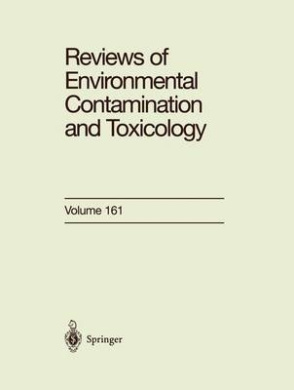 Reviews of
Environmental
Contamination
and Toxicology
Volume 161
Springer